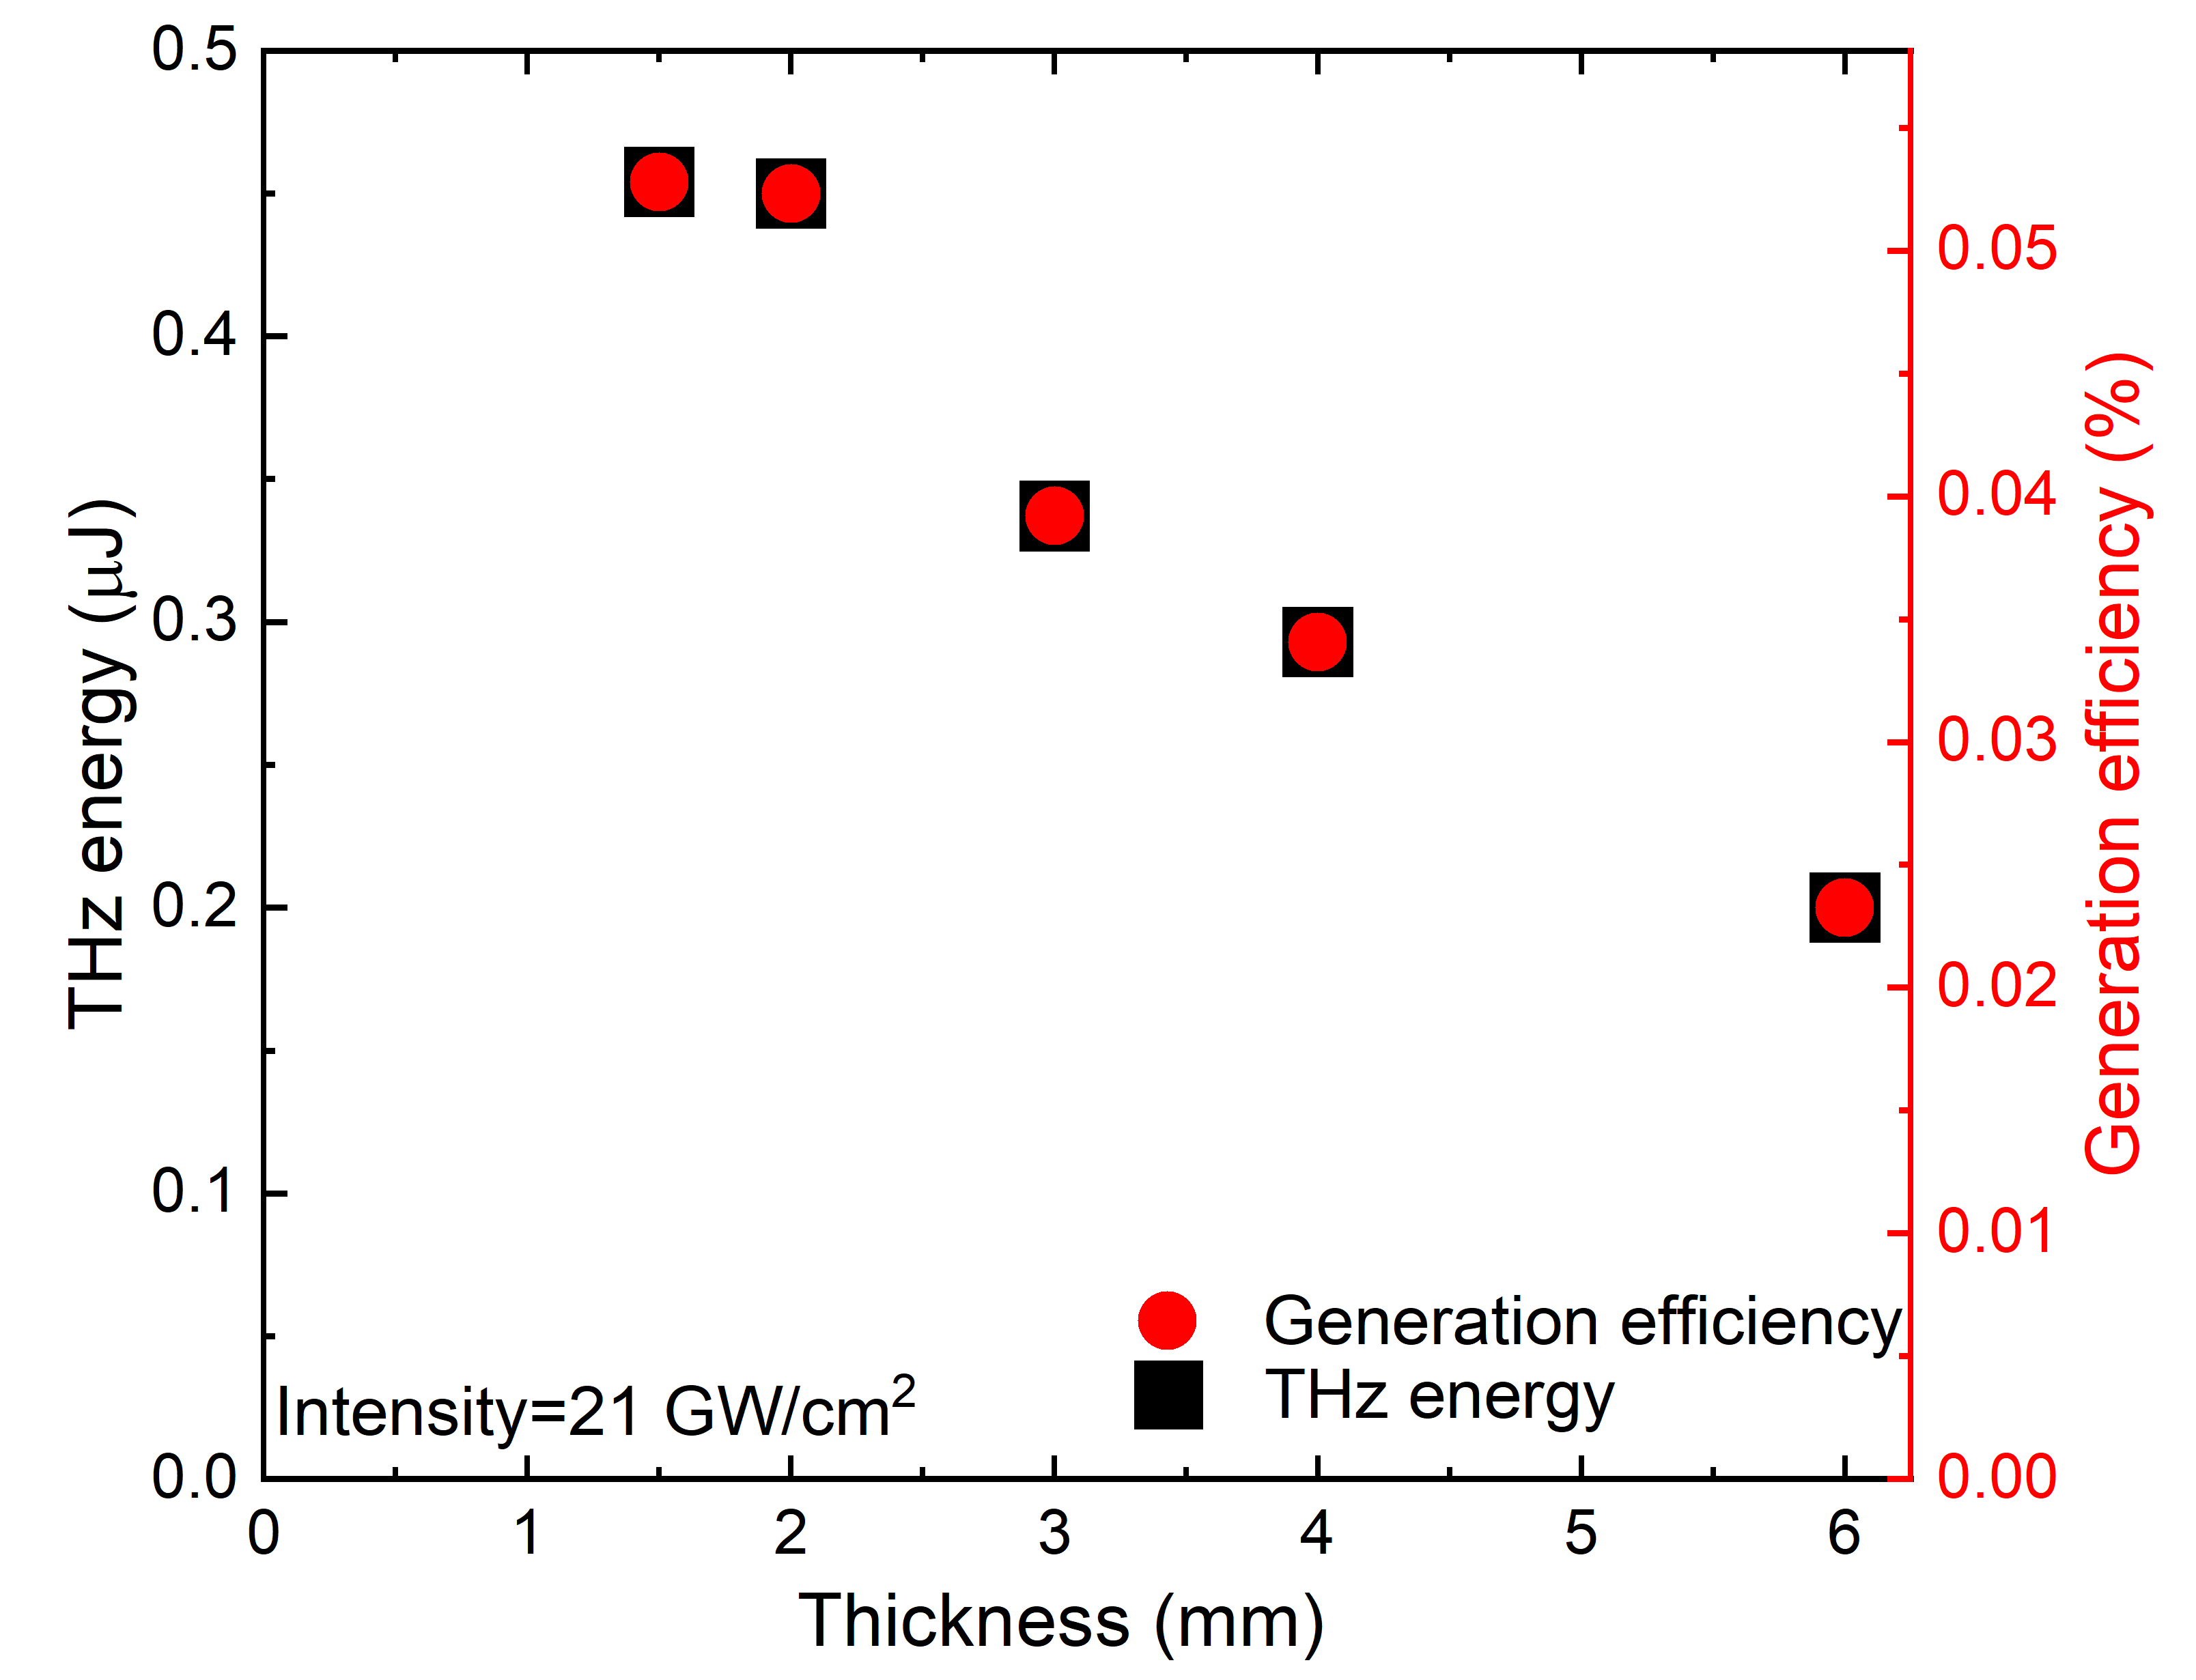 0.5
0.4
0.3
0.2
0.1
0.0
THz energy (μJ)
0.05
0.04
0.03
0.02
0.01
0.00
Generation efficiency (%)
Generation efficiency
THz energy
Intensity=21 GW/cm²
0 1 2 3 4 5 6
Thickness (mm)